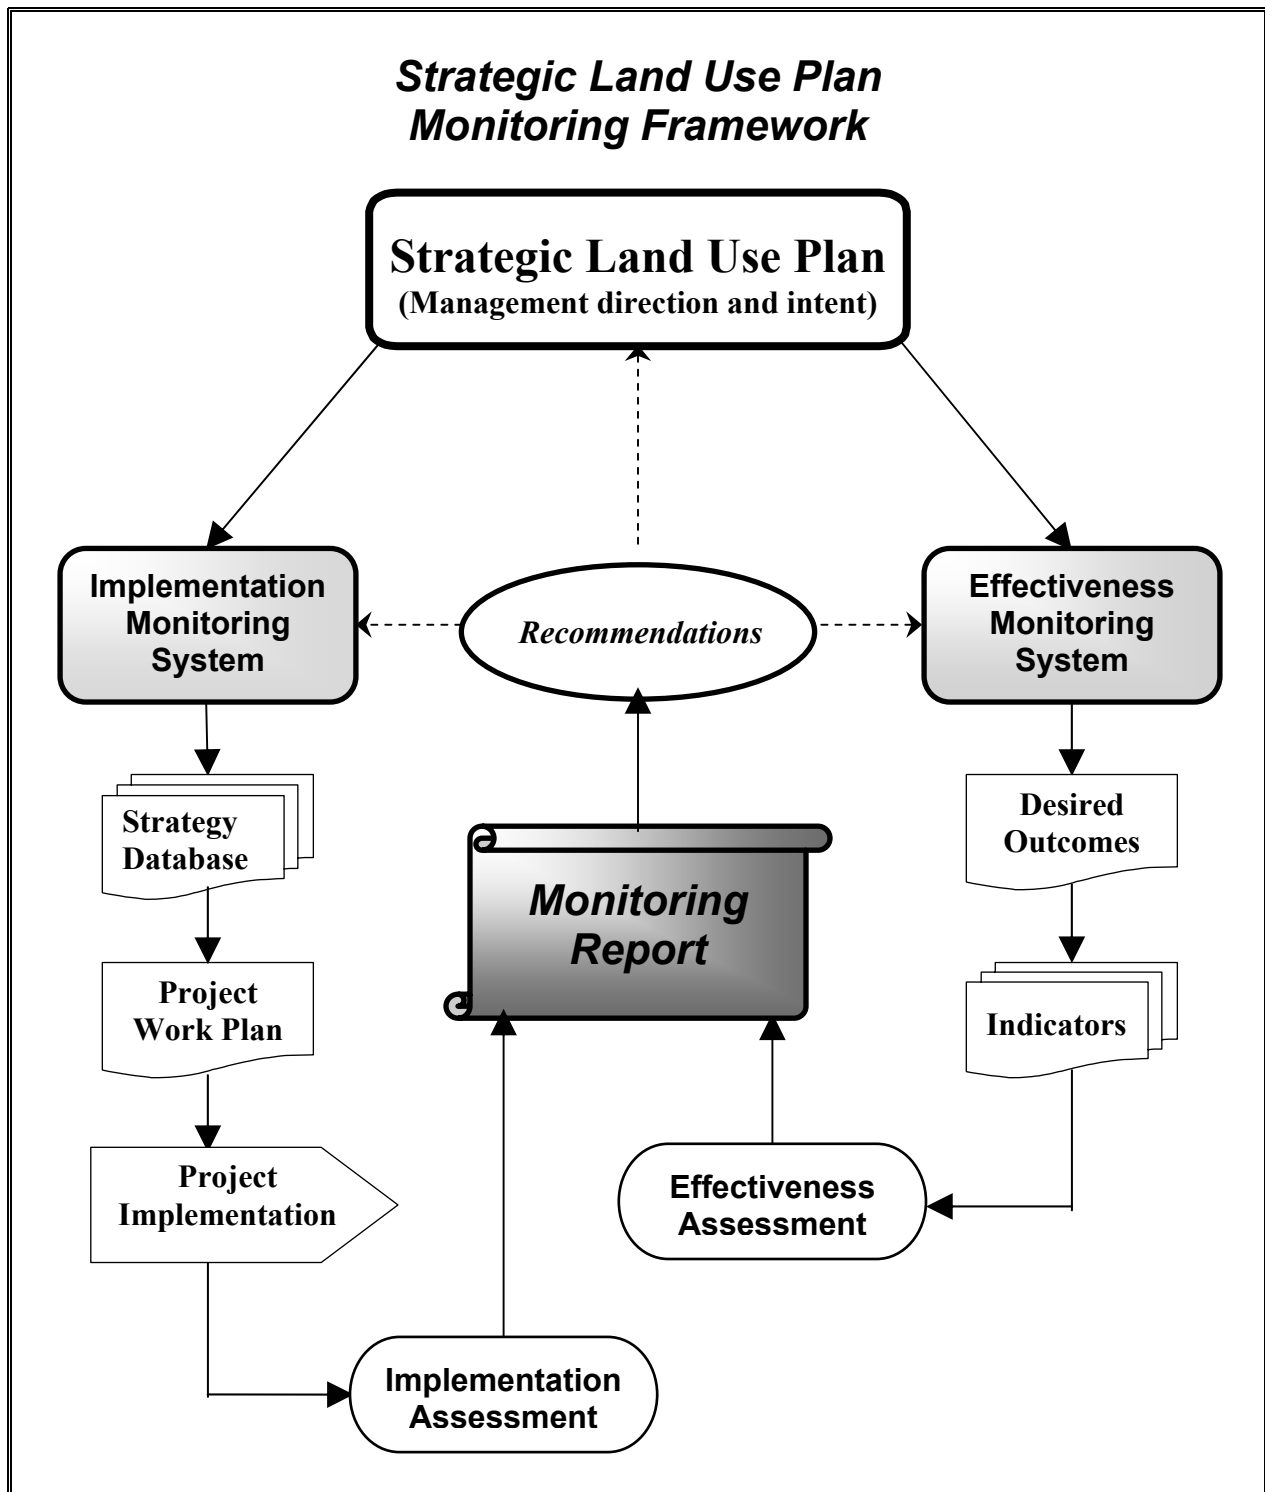 Strategic Land Use Plan
Monitoring Framework
Strategic Land Use Plan
(Management direction and intent)
Implementation
Monitoring
System
Recommendations
Effectiveness
Monitoring
System
Strategy
Database
Desired
Outcomes
Monitoring
Report
Project
Work Plan
Indicators
Project
Implementation
Effectiveness
Assessment
Implementation
Assessment